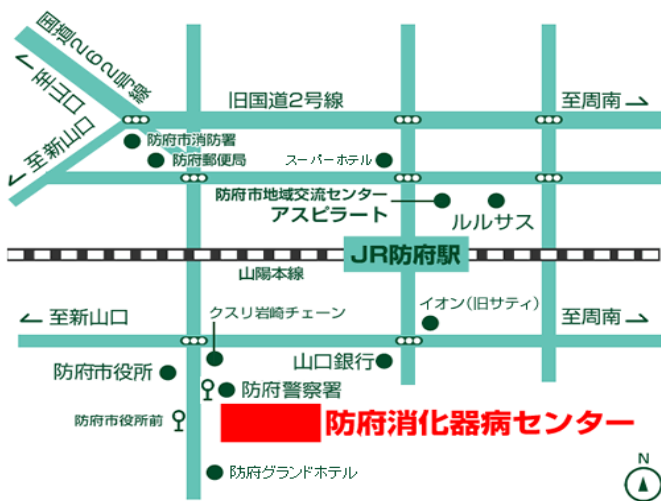 国道262号線
至山口
至新山口
旧国道2号線
至周南
防府市消防署
防府郵便局
スーパーホテル
防府市地域交流センター
アスピラート
ルルサス
JR防府駅
山陽本線
至新山口
クスリ岩崎チェーン
イオン(旧サティ)
至周南
防府市役所
山口銀行
防府警察署
防府市役所前
防府消化器病センター
防府グランドホテル
N